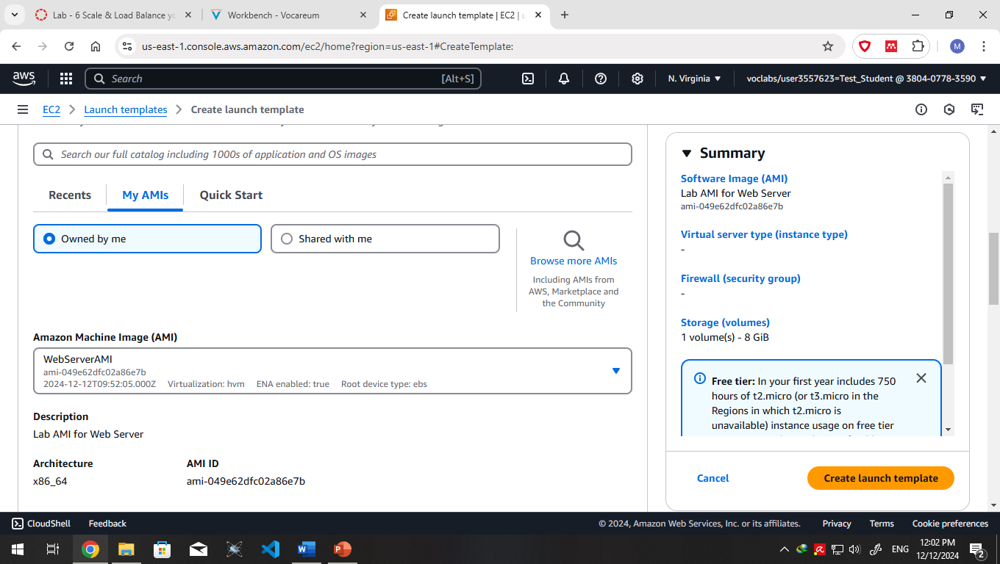 Lab - 6 Scale & Load Balance yo
Workbench - Vocareum
Create launch template | EC2 | u
us-east-1.console.aws.amazon.com/ec2/home?region=us-east-1#CreateTemplate:
M
aws
Search
[Alt+S]
N. Virginia
voclabs/user3557623=Test_Student @ 3804-0778-3590
EC2
Launch templates
Create launch template
Search our full catalog including 1000s of application and OS images
Recents
My AMIs
Quick Start
Owned by me
Shared with me
Browse more AMIs
Including AMIs from
AWS, Marketplace and
the Community
Amazon Machine Image (AMI)
WebServerAMI
ami-049e62dfc02a86e7b
2024-12-12T09:52:05.000Z Virtualization: hvm ENA enabled: true Root device type: ebs
Description
Lab AMI for Web Server
Architecture
AMI ID
x86_64
ami-049e62dfc02a86e7b
Summary
Software Image (AMI)
Lab AMI for Web Server
ami-049e62dfc02a86e7b
Virtual server type (instance type)
-
Firewall (security group)
-
Storage (volumes)
1 volume(s) - 8 GiB
Free tier: In your first year includes 750
hours of t2.micro (or t3.micro in the
Regions in which t2.micro is
unavailable) instance usage on free tier
Cancel
Create launch template
CloudShell
Feedback
© 2024, Amazon Web Services, Inc. or its affiliates.
Privacy
Terms
Cookie preferences
ENG
12:02 PM
12/12/2024
2